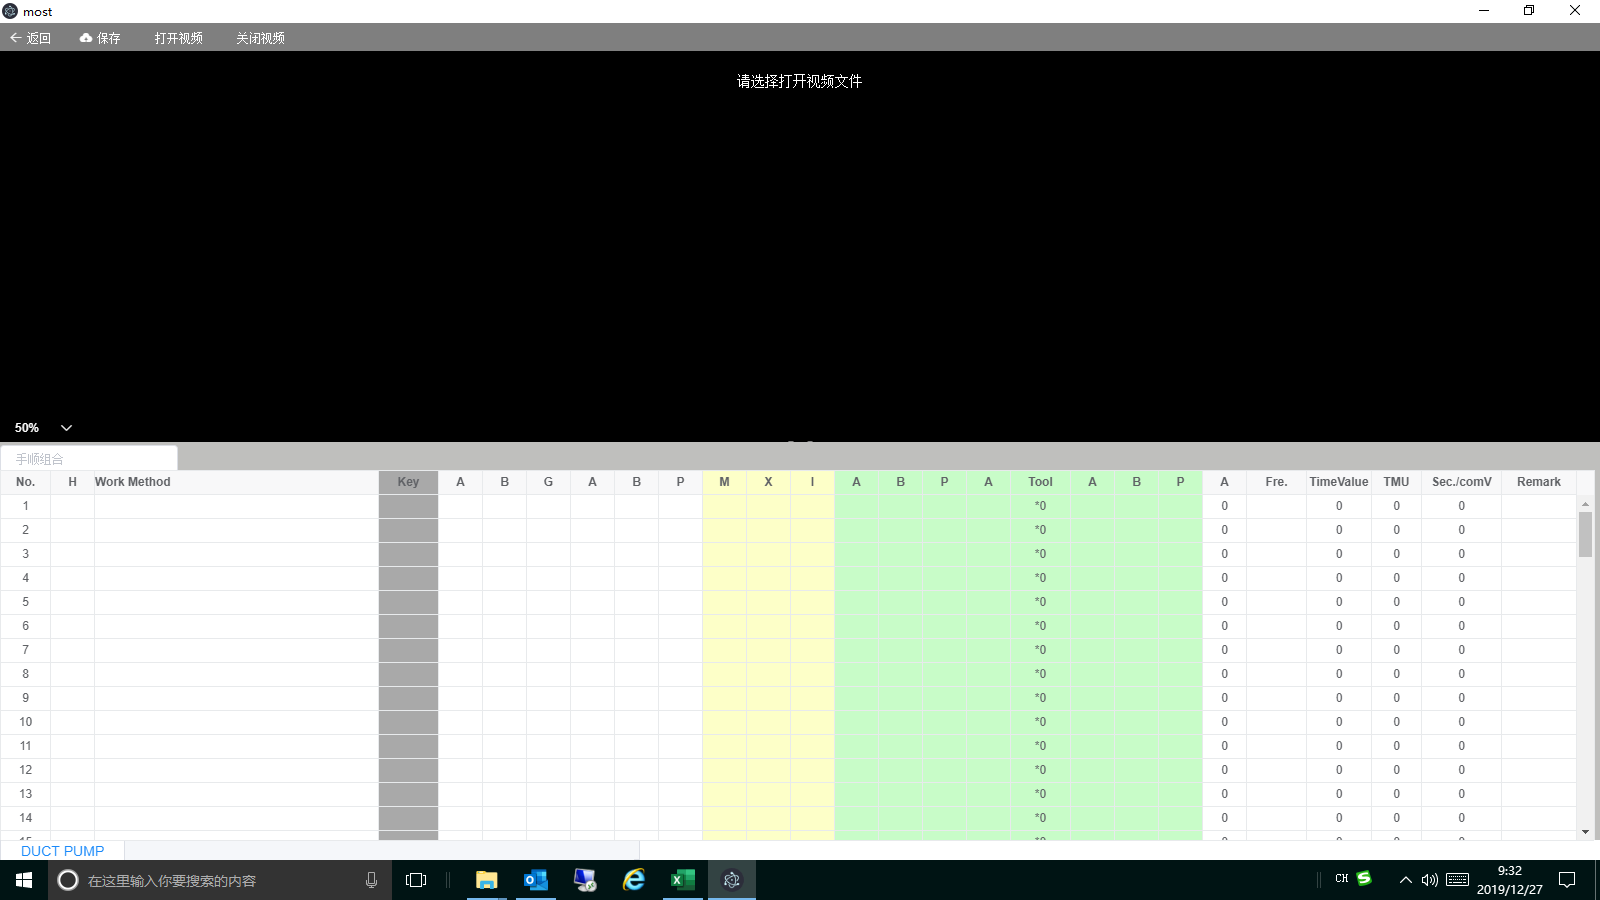 most
返回 保存 打开视频 关闭视频
请选择打开视频文件
50%
手顺组合
No. H Work Method Key A B G A B P M X I A B P A Tool A B P A Fre. TimeValue TMU Sec./comV Remark
1 *0 0 0 0 0
2 *0 0 0 0 0
3 *0 0 0 0 0
4 *0 0 0 0 0
5 *0 0 0 0 0
6 *0 0 0 0 0
7 *0 0 0 0 0
8 *0 0 0 0 0
9 *0 0 0 0 0
10 *0 0 0 0 0
11 *0 0 0 0 0
12 *0 0 0 0 0
13 *0 0 0 0 0
14 *0 0 0 0 0
DUCT PUMP
在这里输入你要搜索的内容
CH
9:32
2019/12/27